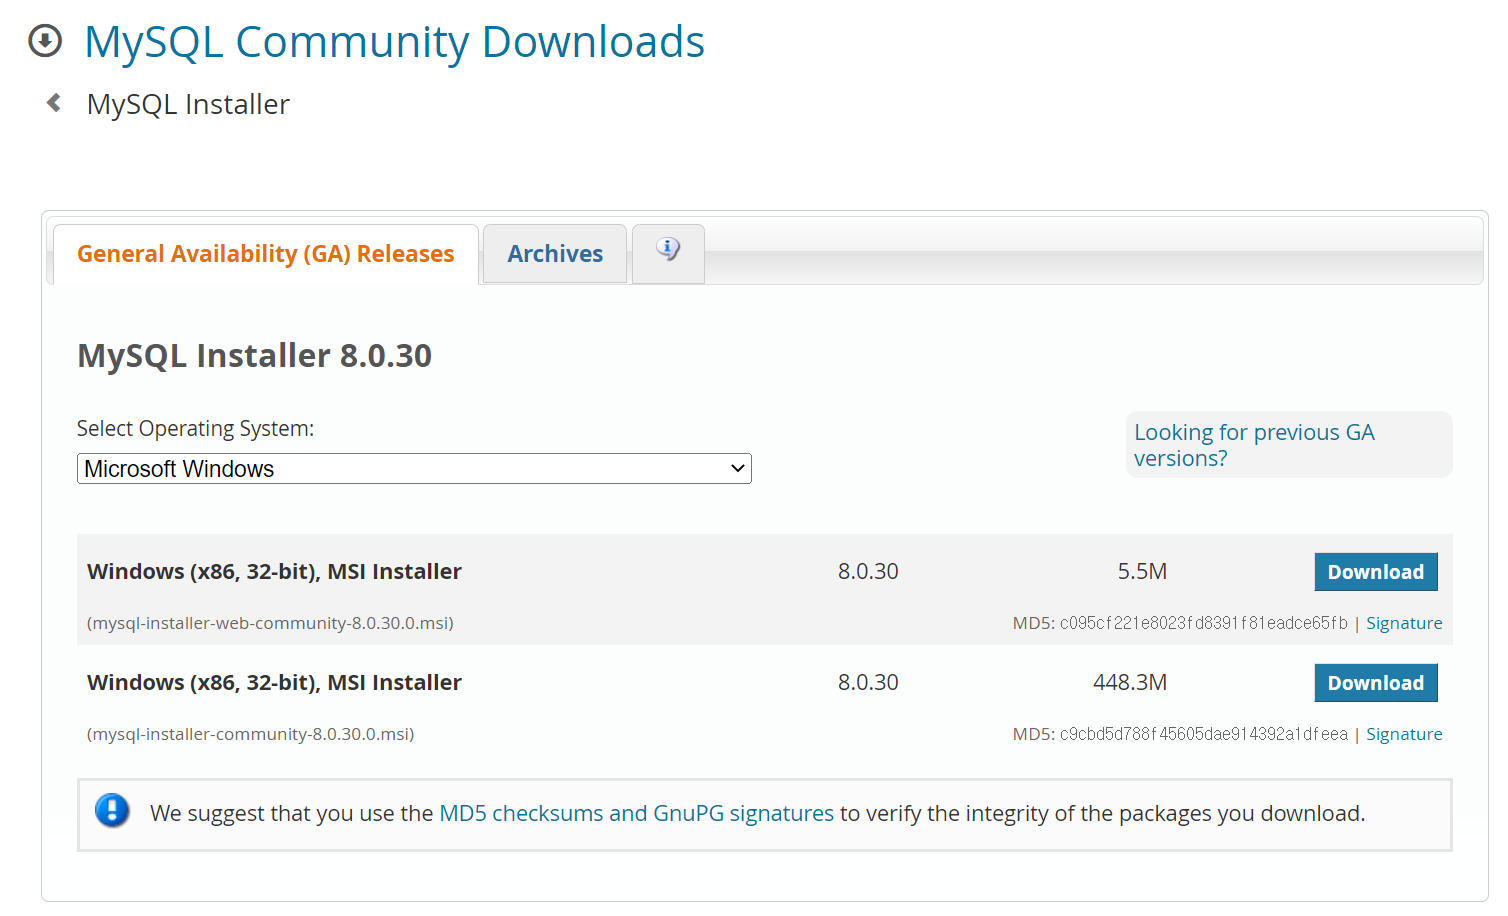 MySQL Community Downloads
MySQL Installer
General Availability (GA) Releases
Archives
MySQL Installer 8.0.30
Select Operating System:
Microsoft Windows
Looking for previous GA
versions?
Windows (x86, 32-bit), MSI Installer 8.0.30 5.5M Download
(mysql-installer-web-community-8.0.30.0.msi) MD5: c095cf221e8023fd8391f81eadce65fb | Signature
Windows (x86, 32-bit), MSI Installer 8.0.30 448.3M Download
(mysql-installer-community-8.0.30.0.msi) MD5: c9cbd5d788f45605dae914392a1dfeea | Signature
We suggest that you use the MD5 checksums and GnuPG signatures to verify the integrity of the packages you download.